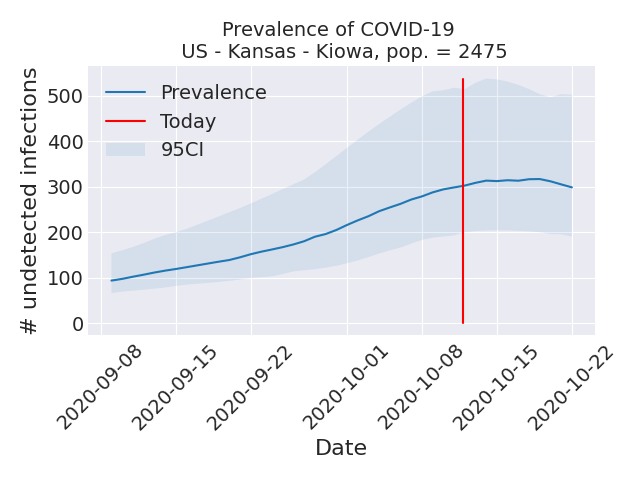 Prevalence of COVID-19
US - Kansas - Kiowa, pop. = 2475
# undetected infections
500
400
300
200
100
0
Prevalence
Today
95CI
2020-09-08
2020-09-15
2020-09-22
2020-10-01
2020-10-08
2020-10-15
2020-10-22
Date